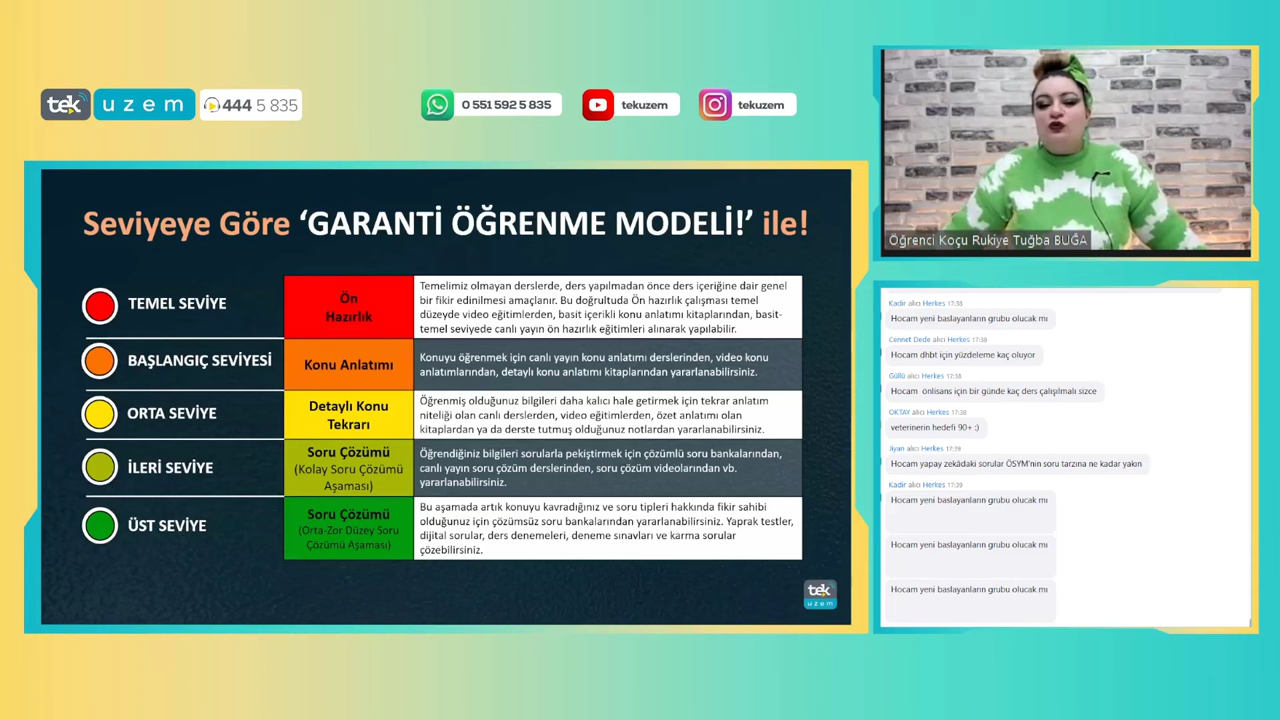 tek uzem 444 5 835
0 551 592 5 835
tekuzem
tekuzem
Seviyeye Göre ‘GARANTİ ÖĞRENME MODELİ!’ ile!
TEMEL SEVİYE
Ön
Hazırlık
Temelimiz olmayan derslerde, ders yapılmadan önce ders içeriğine dair genel
bir fikir edinilmesi amaçlanır. Bu doğrultuda Ön hazırlık çalışması temel
düzeyde video eğitimlerden, basit içerikli konu anlatımı kitaplarından, basit-
temel seviyede canlı yayın ön hazırlık eğitimleri alınarak yapılabilir.
BAŞLANGIÇ SEVİYESİ
Konu Anlatımı
Konuyu öğrenmek için canlı yayın konu anlatımı derslerinden, video konu
anlatımlarından, detaylı konu anlatımı kitaplarından yararlanabilirsiniz.
ORTA SEVİYE
Detaylı Konu
Tekrarı
Öğrenmiş olduğunuz bilgileri daha kalıcı hale getirmek için tekrar anlatım
niteliği olan canlı derslerden, video eğitimlerden, özet anlatımı olan
kitaplardan ya da derste tutmuş olduğunuz notlardan yararlanabilirsiniz.
İLERİ SEVİYE
Soru Çözümü
(Kolay Soru Çözümü
Aşaması)
Öğrendiğiniz bilgileri sorularla pekiştirmek için çözümlü soru bankalarından,
canlı yayın soru çözüm derslerinden, soru çözüm videolarından vb.
yararlanabilirsiniz.
ÜST SEVİYE
Soru Çözümü
(Orta-Zor Düzey Soru
Çözümü Aşaması)
Bu aşamada artık konuyu kavradığınız ve soru tipleri hakkında fikir sahibi
olduğunuz için çözümsüz soru bankalarından yararlanabilirsiniz. Yaprak testler,
dijital sorular, ders denemeleri, deneme sınavları ve karma sorular
çözebilirsiniz.
tek
uzem
Öğrenci Koçu Rukiye Tuğba BUĞA
Kadir alıcı Herkes 17:38
Hocam yeni baslayanların grubu olucak mı
Cennet Dede alıcı Herkes 17:38
Hocam dhbt için yüzdeleme kaç oluyor
Güllü alıcı Herkes 17:38
Hocam önlisans için bir günde kaç ders çalışılmalı sizce
OKTAY alıcı Herkes 17:38
veterinerin hedefi 90+ :)
Jiyan alıcı Herkes 17:39
Hocam yapay zekâdaki sorular ÖSYM'nin soru tarzına ne kadar yakın
Kadir alıcı Herkes 17:39
Hocam yeni baslayanların grubu olucak mı
Hocam yeni baslayanların grubu olucak mı
Hocam yeni baslayanların grubu olucak mı